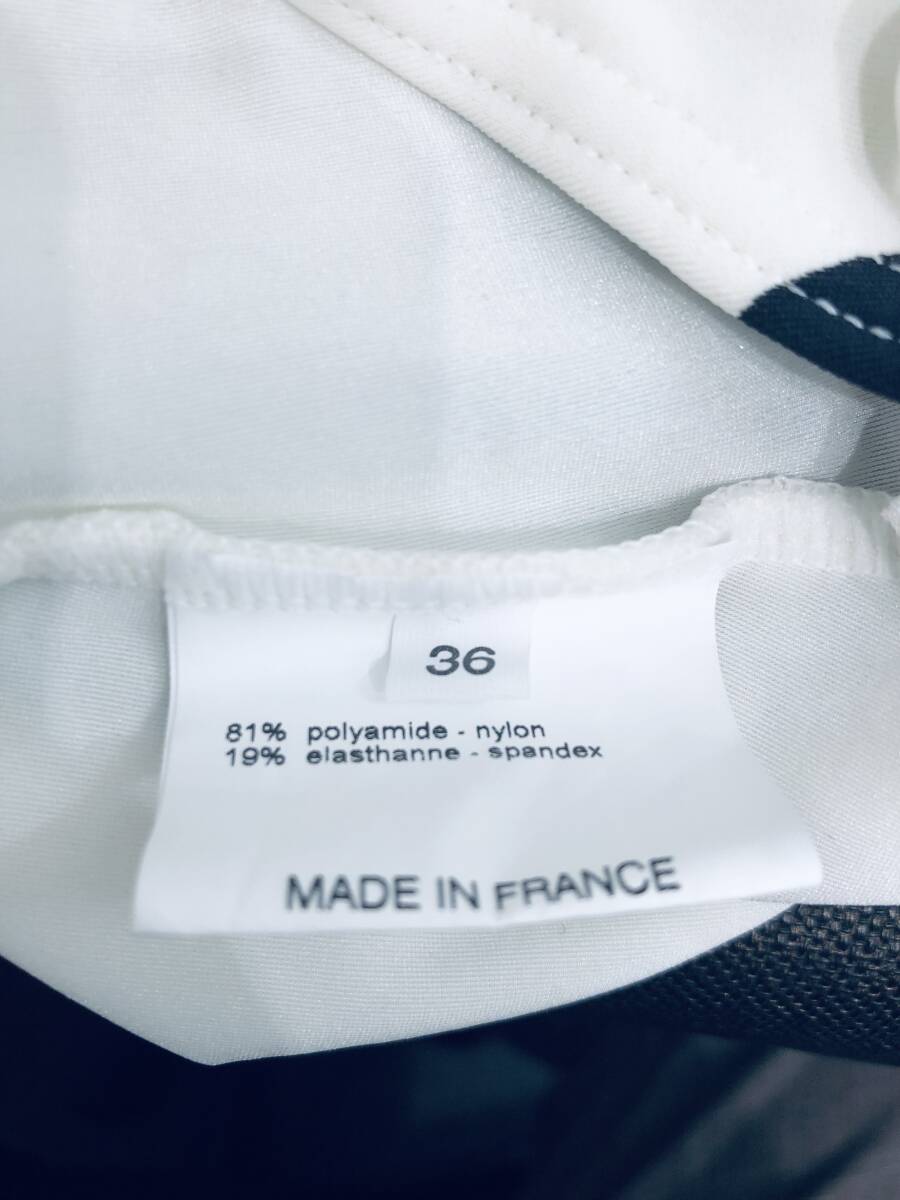 36
81% polyamide - nylon
19% elasthanne - spandex
MADE IN FRANCE